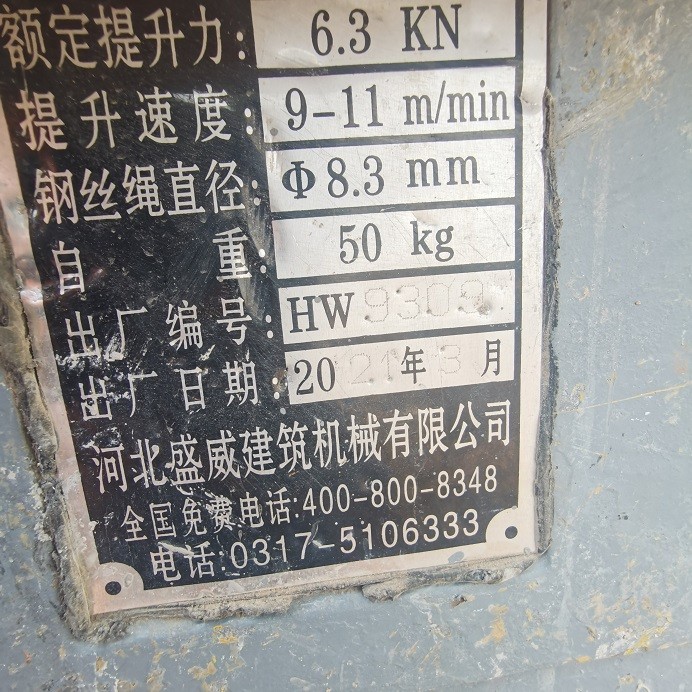 额定提升力: 6.3 KN
提升速度: 9-11 m/min
钢丝绳直径: Φ8.3 mm
自重: 50 kg
出厂编号: HW9309
出厂日期: 2021年3月
河北盛威建筑机械有限公司
全国免费电话:400-800-8348
电话:0317-5106333